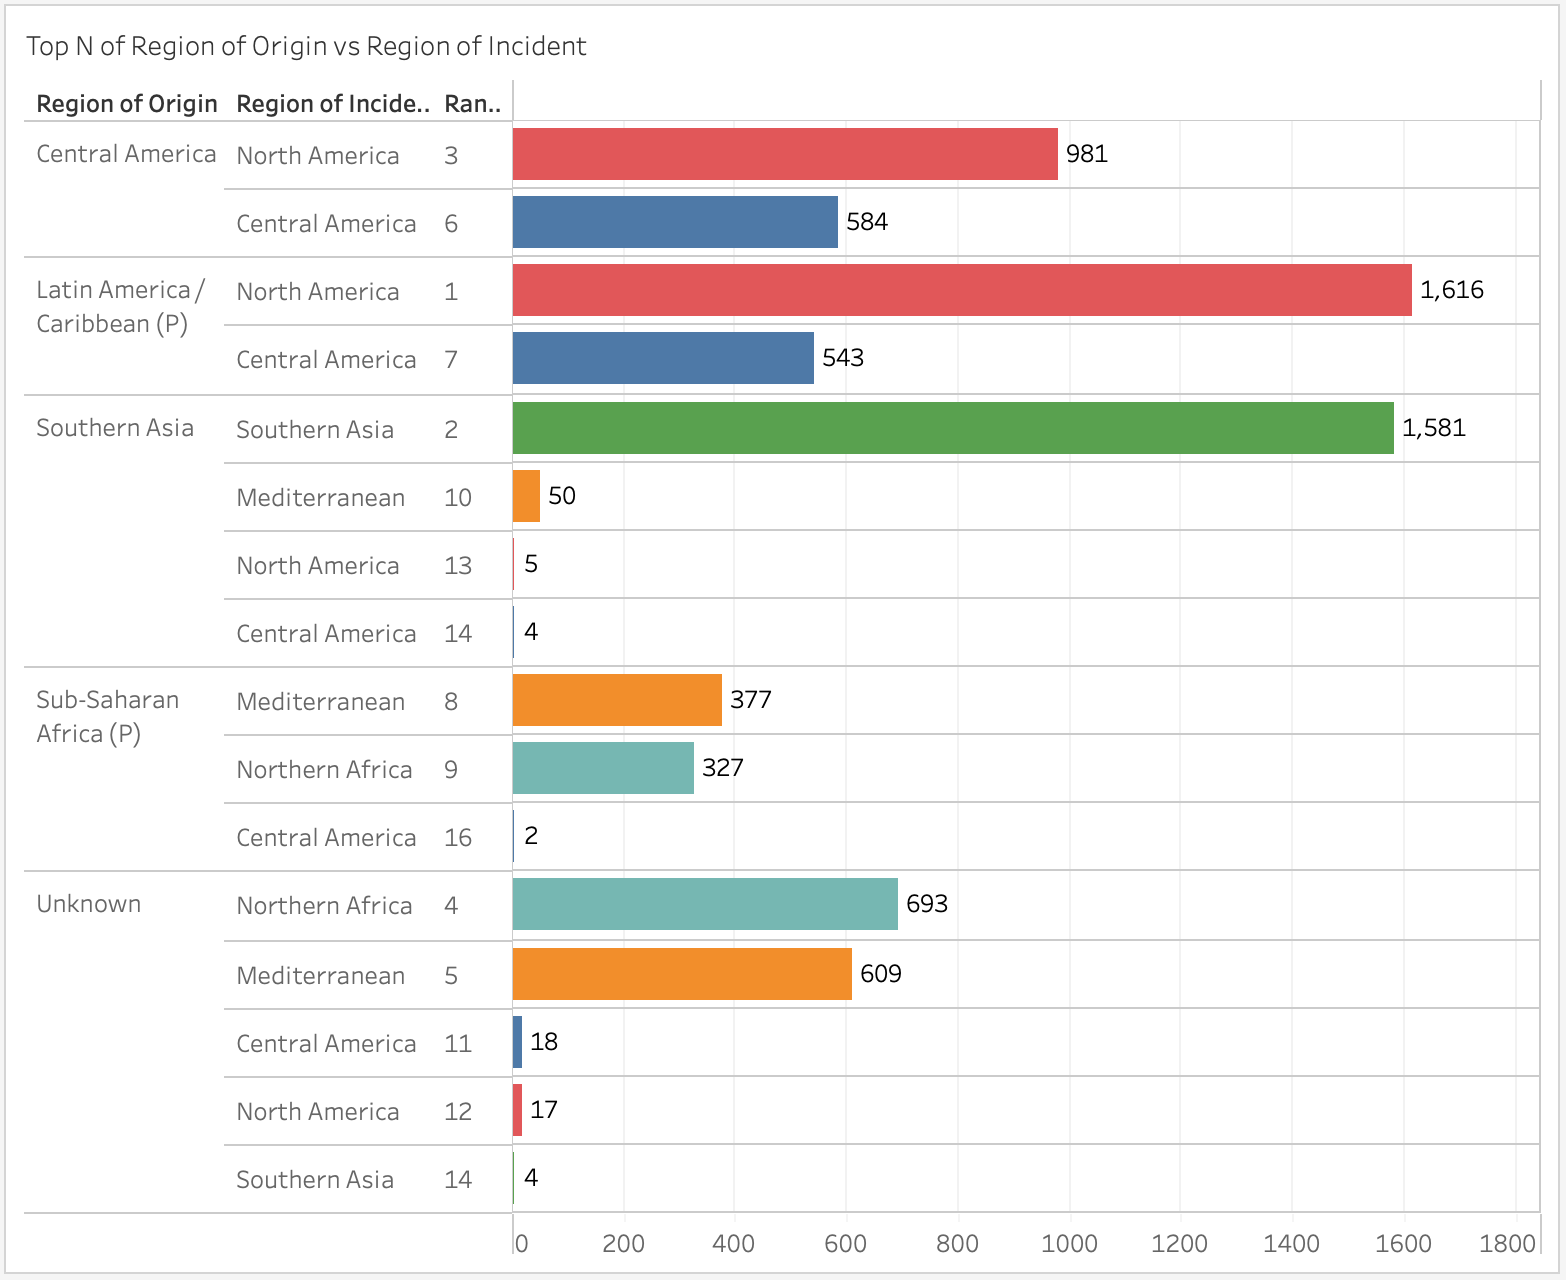 Top N of Region of Origin vs Region of Incident
Region of Origin Region of Incide.. Ran..
Central America North America 3 981
Central America 6 584
Latin America /
Caribbean (P)
North America 1 1,616
Central America 7 543
Southern Asia Southern Asia 2 1,581
Mediterranean 10 50
North America 13 5
Central America 14 4
Sub-Saharan
Africa (P)
Mediterranean 8 377
Northern Africa 9 327
Central America 16 2
Unknown Northern Africa 4 693
Mediterranean 5 609
Central America 11 18
North America 12 17
Southern Asia 14 4
0 200 400 600 800 1000 1200 1400 1600 1800